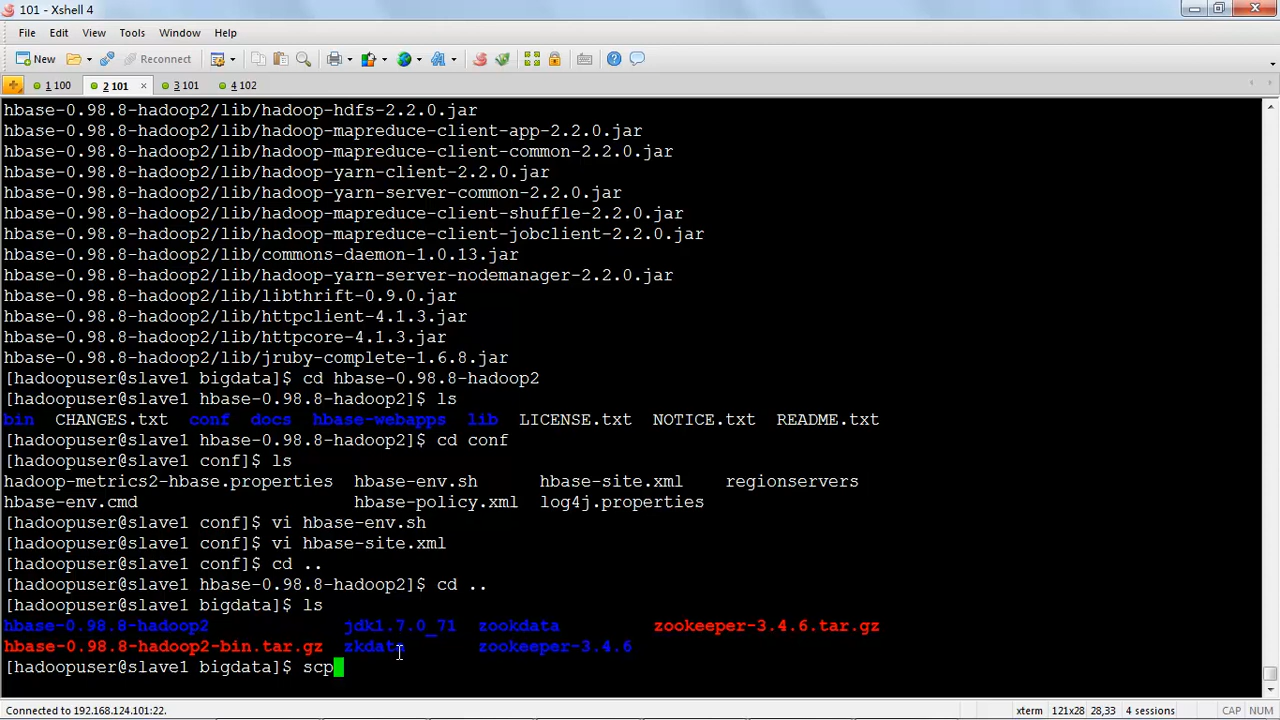 101 - Xshell 4
File Edit View Tools Window Help
New Reconnect
1 100 2 101 3 101 4 102
hbase-0.98.8-hadoop2/lib/hadoop-hdfs-2.2.0.jar
hbase-0.98.8-hadoop2/lib/hadoop-mapreduce-client-app-2.2.0.jar
hbase-0.98.8-hadoop2/lib/hadoop-mapreduce-client-common-2.2.0.jar
hbase-0.98.8-hadoop2/lib/hadoop-yarn-client-2.2.0.jar
hbase-0.98.8-hadoop2/lib/hadoop-yarn-server-common-2.2.0.jar
hbase-0.98.8-hadoop2/lib/hadoop-mapreduce-client-shuffle-2.2.0.jar
hbase-0.98.8-hadoop2/lib/hadoop-mapreduce-client-jobclient-2.2.0.jar
hbase-0.98.8-hadoop2/lib/commons-daemon-1.0.13.jar
hbase-0.98.8-hadoop2/lib/hadoop-yarn-server-nodemanager-2.2.0.jar
hbase-0.98.8-hadoop2/lib/libthrift-0.9.0.jar
hbase-0.98.8-hadoop2/lib/httpclient-4.1.3.jar
hbase-0.98.8-hadoop2/lib/httpcore-4.1.3.jar
hbase-0.98.8-hadoop2/lib/jruby-complete-1.6.8.jar
[hadoopuser@slave1 bigdata]$ cd hbase-0.98.8-hadoop2
[hadoopuser@slave1 hbase-0.98.8-hadoop2]$ ls
bin CHANGES.txt conf docs hbase-webapps lib LICENSE.txt NOTICE.txt README.txt
[hadoopuser@slave1 hbase-0.98.8-hadoop2]$ cd conf
[hadoopuser@slave1 conf]$ ls
hadoop-metrics2-hbase.properties hbase-env.sh hbase-site.xml regionservers
hbase-env.cmd hbase-policy.xml log4j.properties
[hadoopuser@slave1 conf]$ vi hbase-env.sh
[hadoopuser@slave1 conf]$ vi hbase-site.xml
[hadoopuser@slave1 conf]$ cd ..
[hadoopuser@slave1 hbase-0.98.8-hadoop2]$ cd ..
[hadoopuser@slave1 bigdata]$ ls
hbase-0.98.8-hadoop2 jdk1.7.0_71 zookdata zookeeper-3.4.6.tar.gz
hbase-0.98.8-hadoop2-bin.tar.gz zkdata zookeeper-3.4.6
[hadoopuser@slave1 bigdata]$ scp
Connected to 192.168.124.101:22. xterm 121x28 28,33 4 sessions CAP NUM